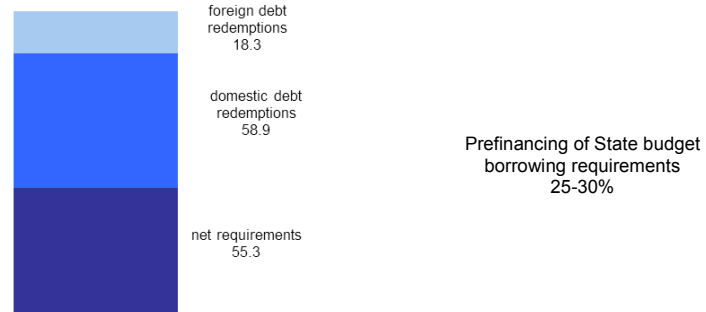 foreign debt
redemptions
18.3
domestic debt
redemptions
58.9
Prefinancing of State budget
borrowing requirements
25-30%
net requirements
55.3